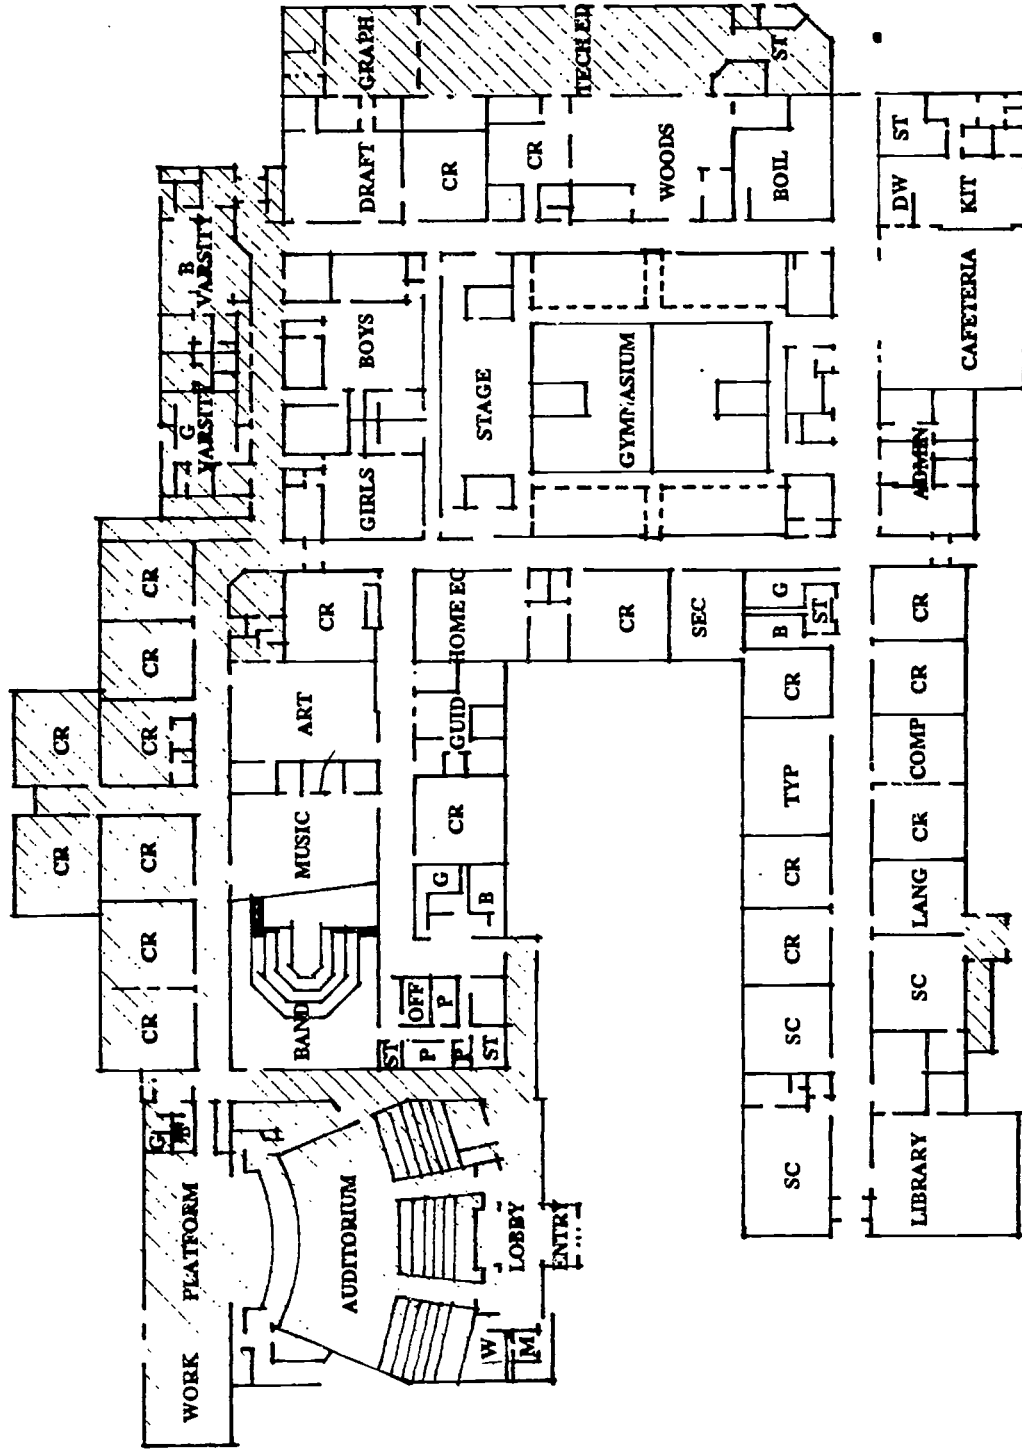 CR
CR
CR
CR
CR
CR
CR
CR
WORK
PLATFORM
G
G
VARSITY
B
VARSITY
BAND
MUSIC
ART
CR
GIRLS
BOYS
DRAFT
GRAPH
AUDITORIUM
ST
OFF
P
P
P
ST
G
B
CR
GUID
HOME EC
STAGE
CR
W
M
LOBBY
ENTRY
CR
SEC
GYMNASIUM
CR
WOODS
TECH ED
SC
SC
CR
CR
TYP
CR
B
G
ST
BOIL
ST
LIBRARY
SC
LANG
CR
COMP
CR
CR
ADMIN
CAFETERIA
DW
KIT
ST